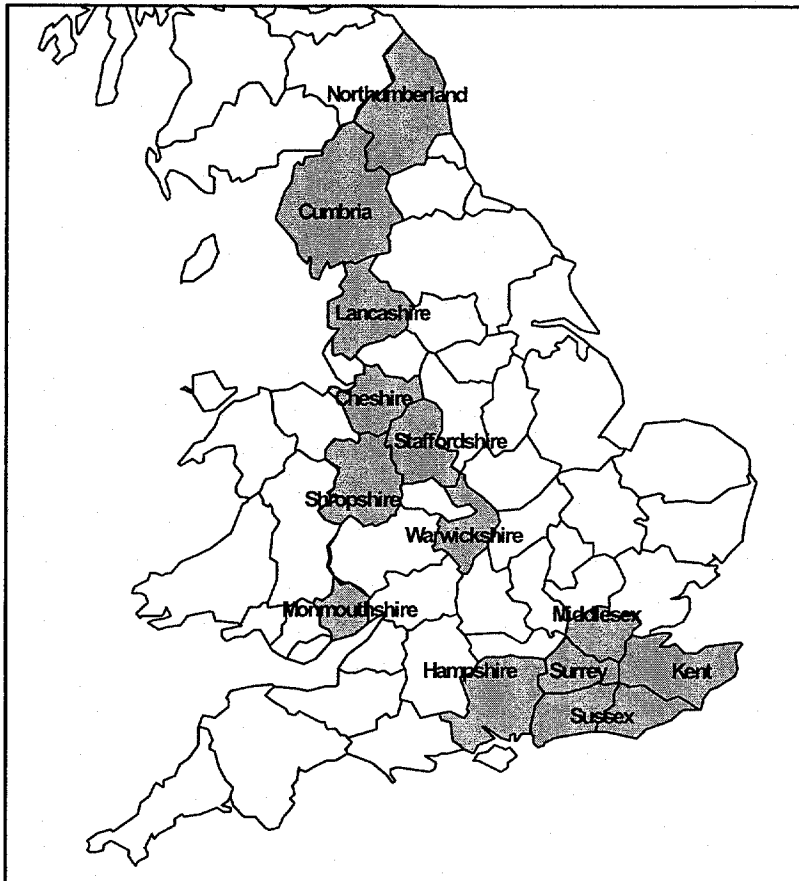 Northumberland
Cumbria
Lancashire
Cheshire
Staffordshire
Shropshire
Warwickshire
Monmouthshire
Middlesex
Hampshire
Surrey
Kent
Sussex